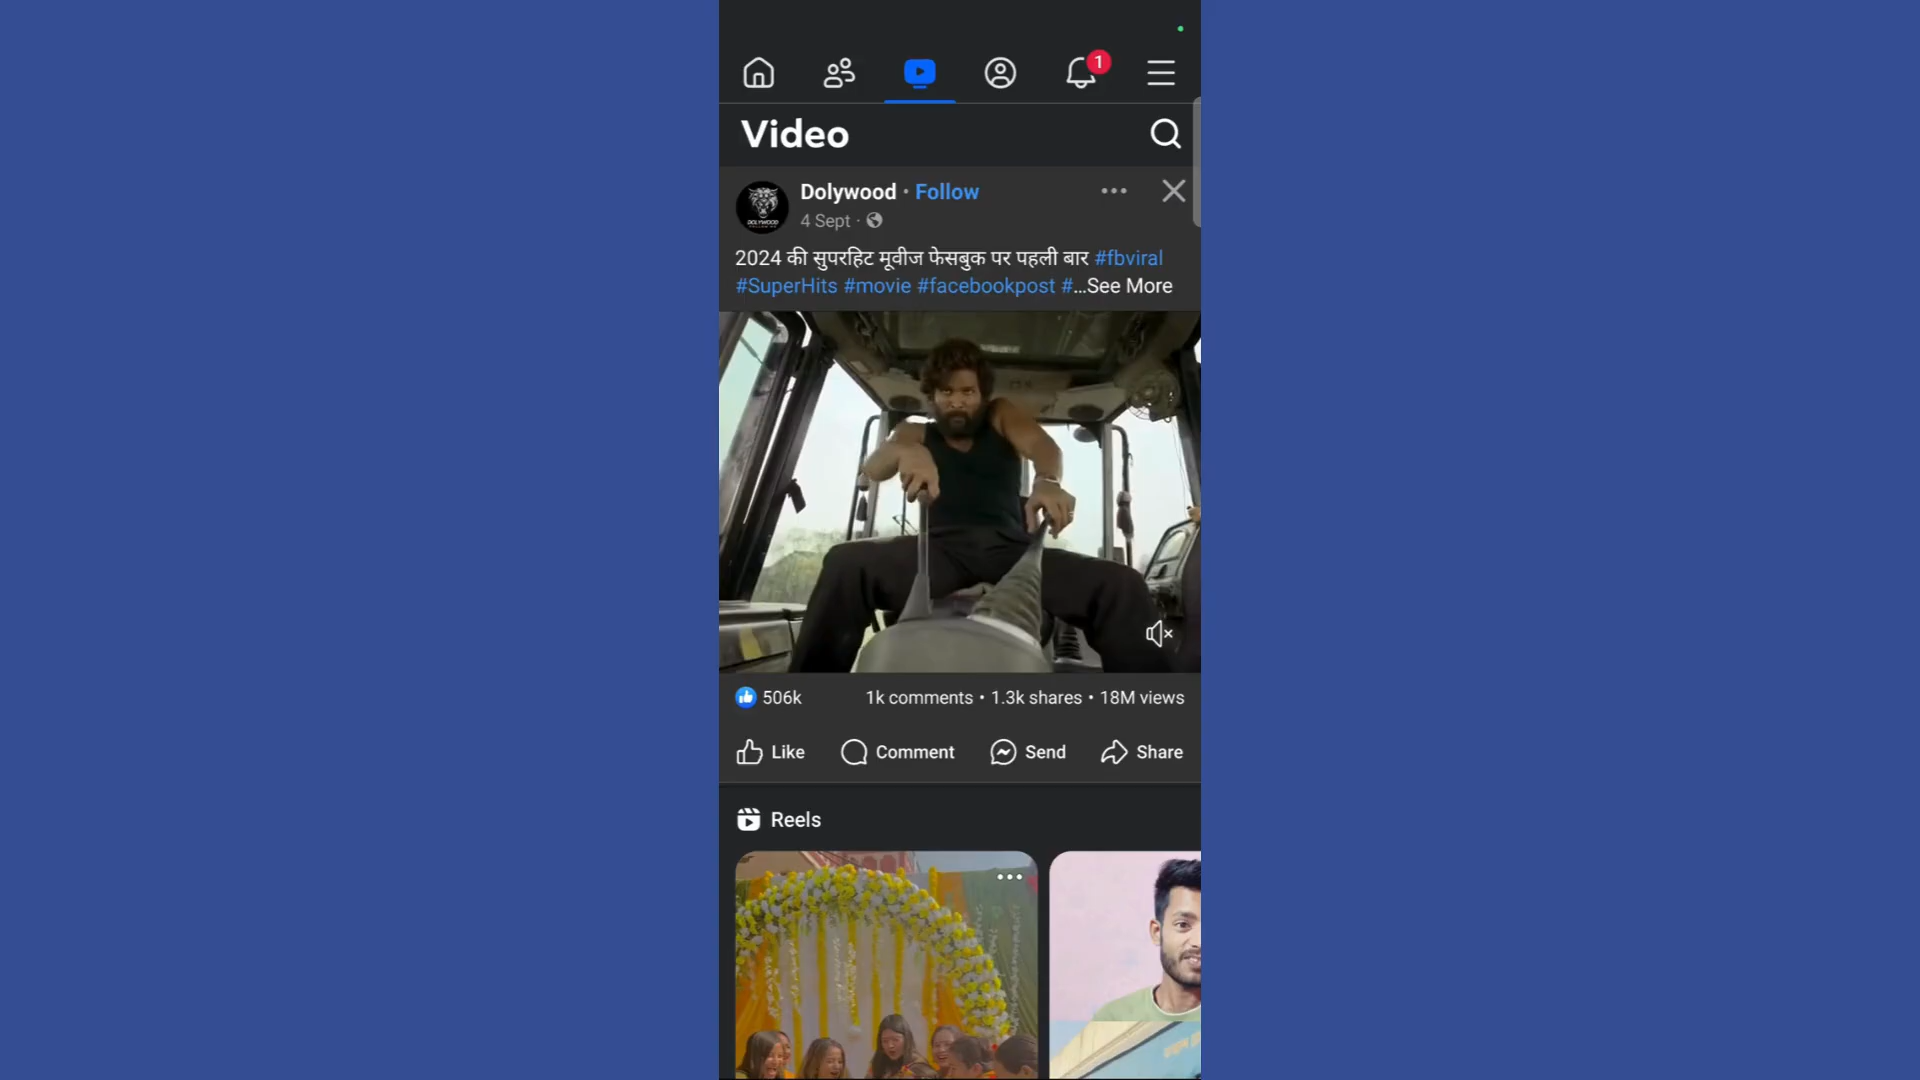 1
Video
Dolywood • Follow
4 Sept ·
2024 की सुपरहिट मूवीज फेसबुक पर पहली बार #fbviral
#SuperHits #movie #facebookpost #...See More
506k
1k comments • 1.3k shares • 18M views
Like
Comment
Send
Share
Reels